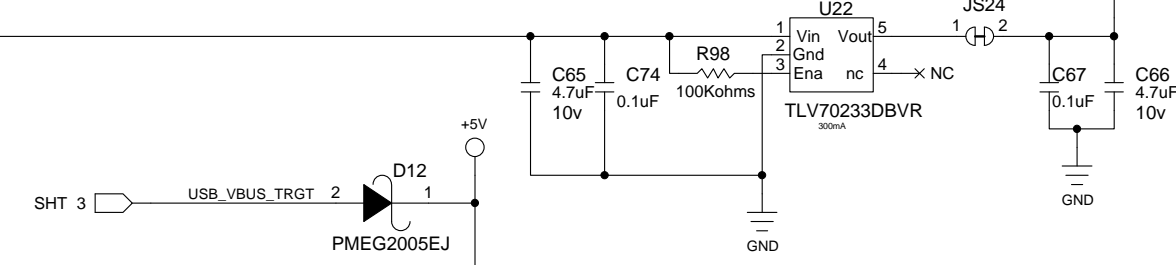 JS24
U22
1
Vin
Vout
5
1
2
2
Gnd
R98
3
Ena
nc
4
NC
100Kohms
TLV70233DBVR
300mA
C65
4.7uF
10v
C74
0.1uF
C67
0.1uF
C66
4.7uF
10v
+5V
D12
SHT 3
USB_VBUS_TRGT
2
1
PMEG2005EJ
GND
GND